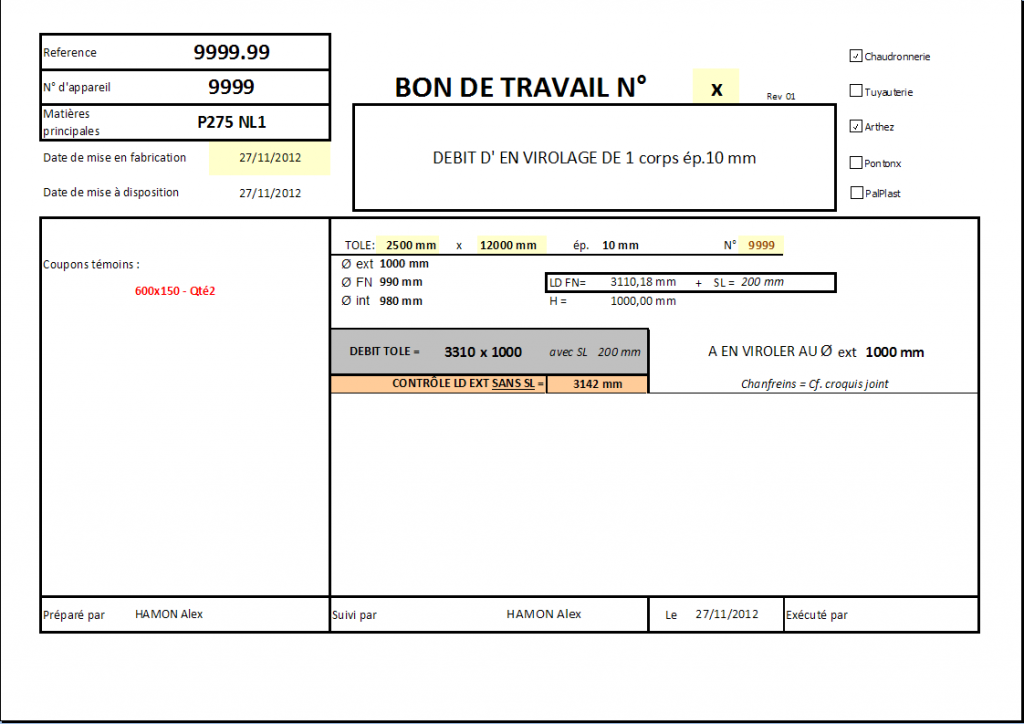 Reference 9999.99
N° d'appareil 9999
Matières principales P275 NL1
Date de mise en fabrication 27/11/2012
Date de mise à disposition 27/11/2012
BON DE TRAVAIL N° x Rev 01
DEBIT D' EN VIROLAGE DE 1 corps ép.10 mm
Chaudronnerie
Tuyauterie
Arthez
Pontonx
PalPlast
Coupons témoins :
600x150 - Qté2
TOLE: 2500 mm x 12000 mm ép. 10 mm N° 9999
Ø ext 1000 mm
Ø FN 990 mm LD FN= 3110,18 mm + SL = 200 mm
Ø int 980 mm H = 1000,00 mm
DEBIT TOLE = 3310 x 1000 avec SL 200 mm A EN VIROLER AU Ø ext 1000 mm
CONTRÔLE LD EXT SANS SL = 3142 mm Chanfreins = Cf. croquis joint
Préparé par HAMON Alex Suivi par HAMON Alex Le 27/11/2012 Exécuté par